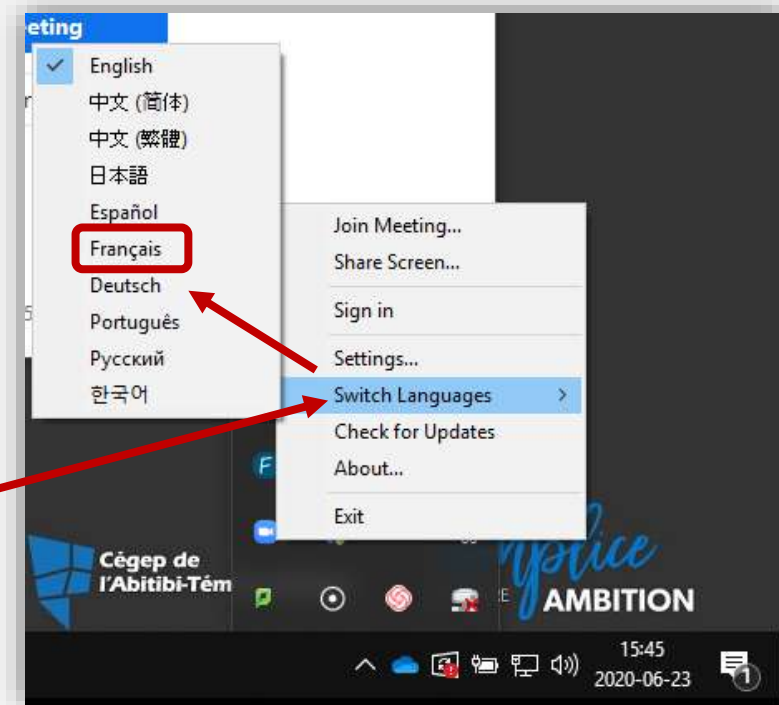 eting
English
中文 (简体)
中文 (繁體)
日本語
Español
Français
Deutsch
Português
Русский
한국어
Join Meeting...
Share Screen...
Sign in
Settings...
Switch Languages
Check for Updates
About...
Exit
Cégep de
l'Abitibi-Tém
AMBITION
15:45
2020-06-23
1